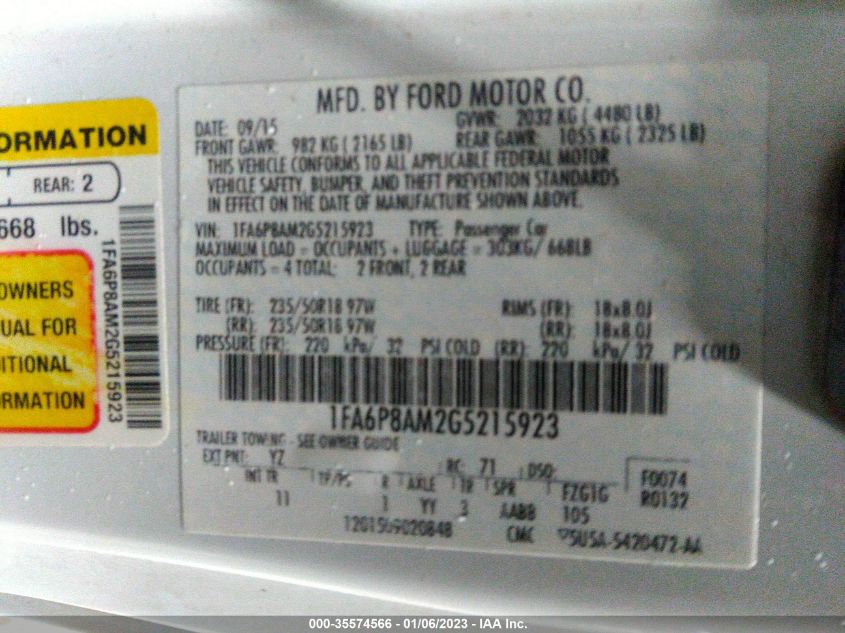 ORMATION
REAR: 2
668 lbs.
OWNERS
UAL FOR
ITIONAL
ORMATION
1FA6P8AM2G5215923
MFD. BY FORD MOTOR CO.
DATE: 09/15 GVWR: 2032 KG ( 4480 LB)
FRONT GAWR: 982 KG ( 2165 LB) REAR GAWR: 1055 KG ( 2325 LB)
THIS VEHICLE CONFORMS TO ALL APPLICABLE FEDERAL MOTOR
VEHICLE SAFETY, BUMPER, AND THEFT PREVENTION STANDARDS
IN EFFECT ON THE DATE OF MANUFACTURE SHOWN ABOVE.
VIN: 1FA6P8AM2G5215923 TYPE: Passenger Car
MAXIMUM LOAD = OCCUPANTS + LUGGAGE = 303KG/ 668LB
OCCUPANTS = 4 TOTAL: 2 FRONT, 2 REAR
TIRE (FR): 235/50R18 97W RIMS (FR): 18x8.0J
(RR): 235/50R18 97W (RR): 18x8.0J
PRESSURE (FR): 220 kPa/ 32 PSI COLD (RR): 220 kPa/ 32 PSI COLD
1FA6P8AM2G5215923
TRAILER TOWING - SEE OWNER GUIDE
EXT PNT: YZ RC: 71 DSO: F0074
INT TR TP/PS R AXLE TR SPR FZG1G R0132
11 1 YY 3 AABB 105
CMC 5U5A-5420472-AA
000-35574566 - 01/06/2023 - IAA Inc.